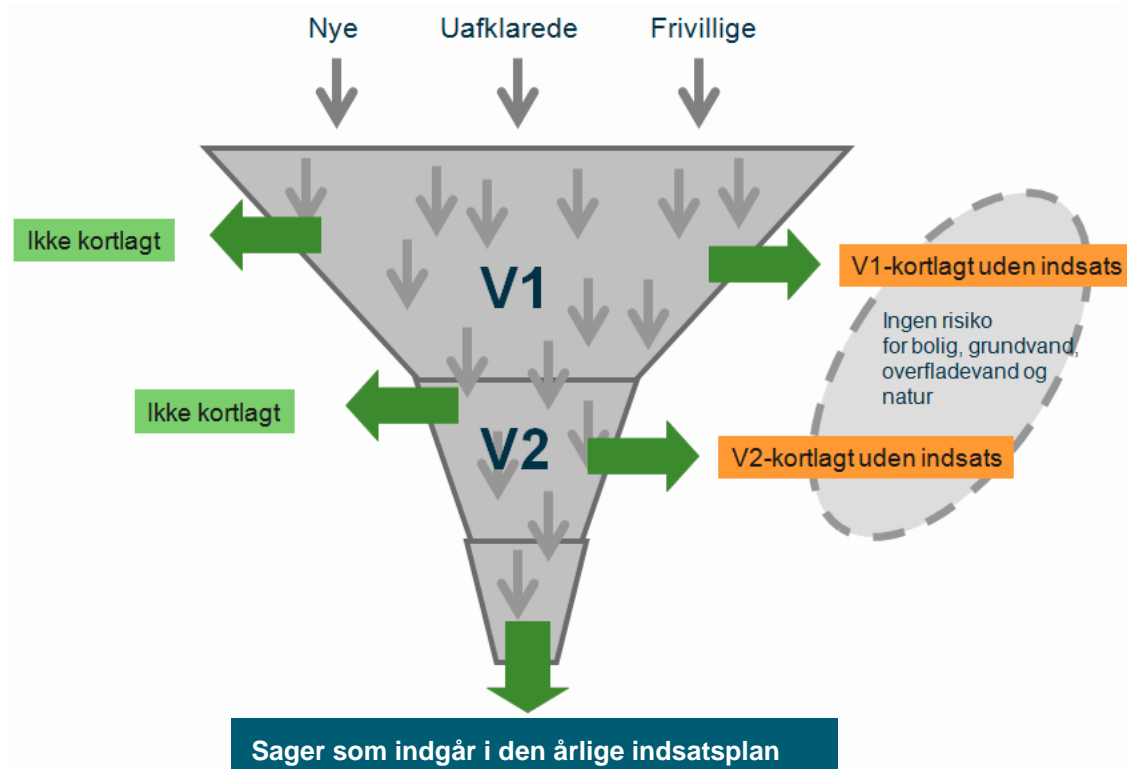 Nye
Uafklarede
Frivillige
Ikke kortlagt
V1
V1-kortlagt uden indsats
Ingen risiko
for bolig, grundvand,
overfladevand og
natur
Ikke kortlagt
V2
V2-kortlagt uden indsats
Sager som indgår i den årlige indsatsplan